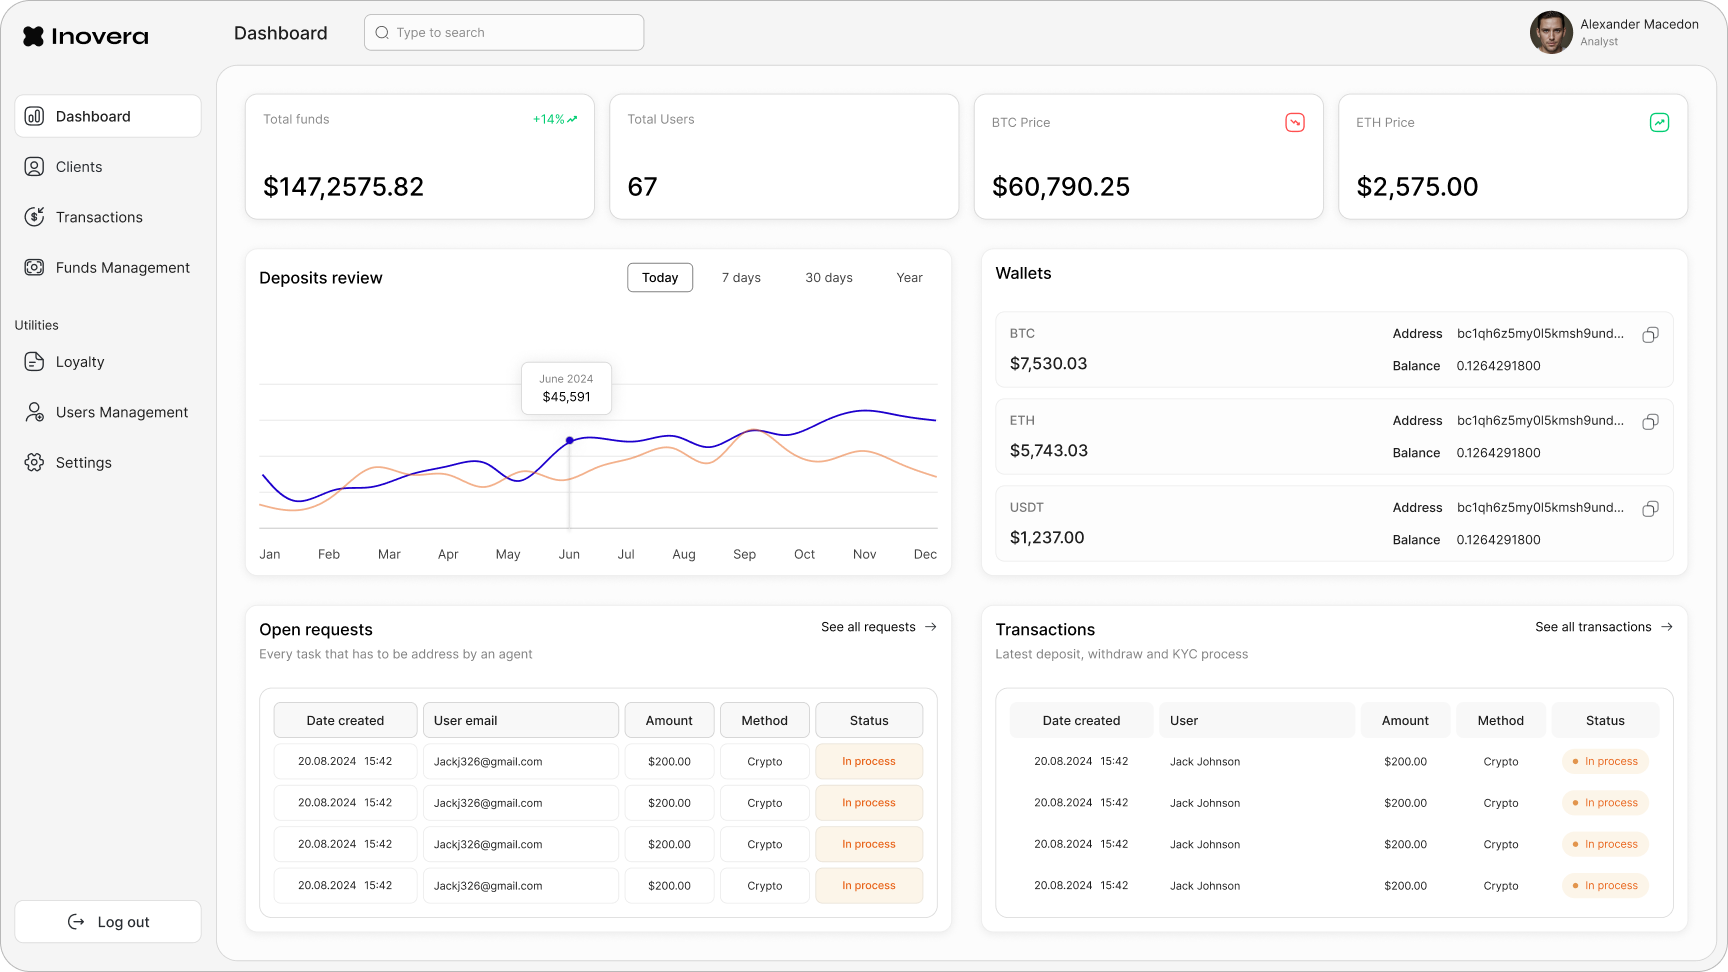 Inovera
Dashboard
Type to search
Alexander Macedon
Analyst
Dashboard
Clients
Transactions
Funds Management
Utilities
Loyalty
Users Management
Settings
Log out
Total funds
+14%
$147,2575.82
Total Users
67
BTC Price
$60,790.25
ETH Price
$2,575.00
Deposits review
Today 7 days 30 days Year
June 2024
$45,591
Jan Feb Mar Apr May Jun Jul Aug Sep Oct Nov Dec
Wallets
BTC
$7,530.03
Address bc1qh6z5my0l5kmsh9und...
Balance 0.1264291800
ETH
$5,743.03
Address bc1qh6z5my0l5kmsh9und...
Balance 0.1264291800
USDT
$1,237.00
Address bc1qh6z5my0l5kmsh9und...
Balance 0.1264291800
Open requests
See all requests
Every task that has to be address by an agent
Date created User email Amount Method Status
20.08.2024 15:42 Jackj326@gmail.com $200.00 Crypto In process
20.08.2024 15:42 Jackj326@gmail.com $200.00 Crypto In process
20.08.2024 15:42 Jackj326@gmail.com $200.00 Crypto In process
20.08.2024 15:42 Jackj326@gmail.com $200.00 Crypto In process
Transactions
See all transactions
Latest deposit, withdraw and KYC process
Date created User Amount Method Status
20.08.2024 15:42 Jack Johnson $200.00 Crypto In process
20.08.2024 15:42 Jack Johnson $200.00 Crypto In process
20.08.2024 15:42 Jack Johnson $200.00 Crypto In process
20.08.2024 15:42 Jack Johnson $200.00 Crypto In process